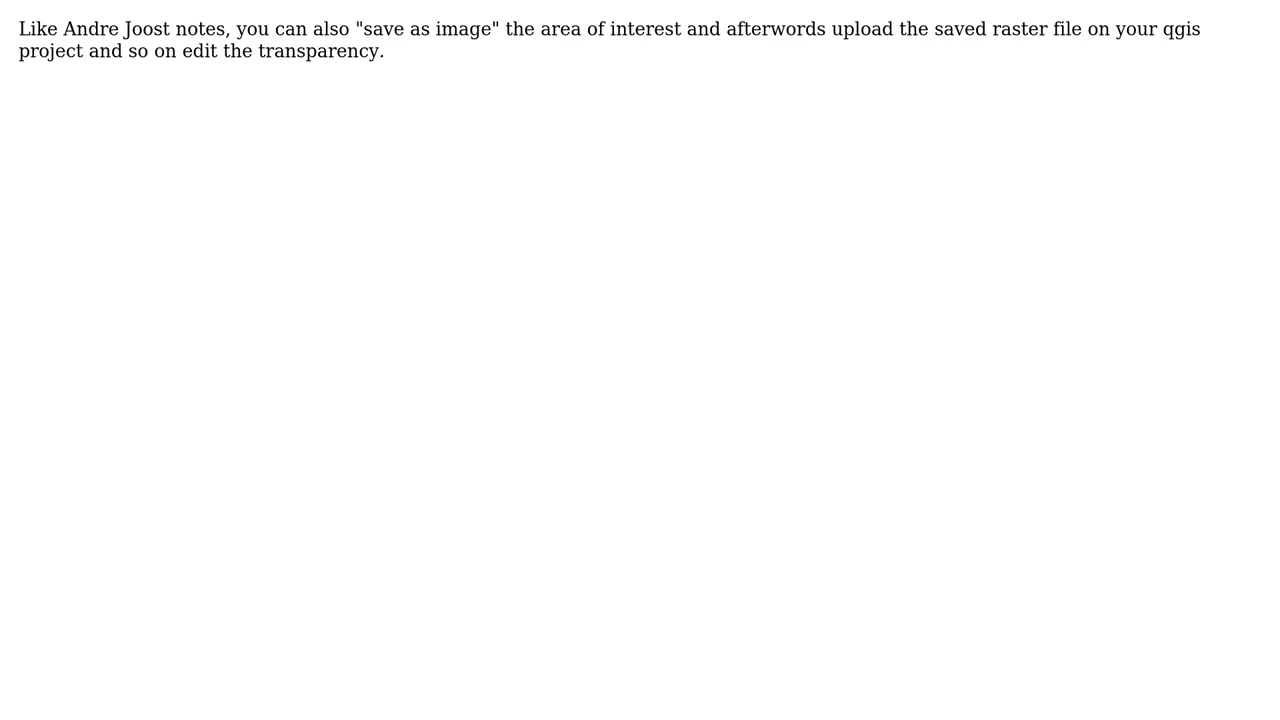 Like Andre Joost notes, you can also "save as image" the area of interest and afterwords upload the saved raster file on your qgis
project and so on edit the transparency.